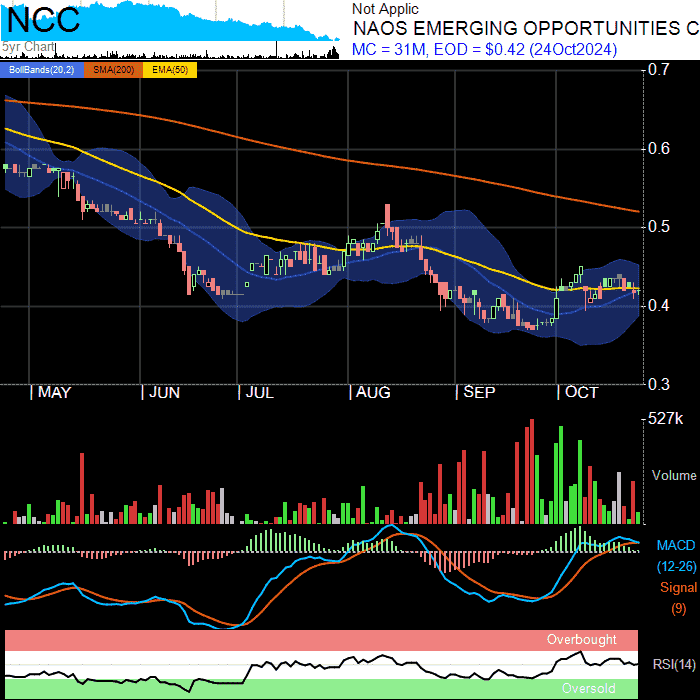 NCC
5yr Chart
Not Applic
NAOS EMERGING OPPORTUNITIES C
MC = 31M, EOD = $0.42 (24Oct2024)
BollBands(20,2) SMA(200) EMA(50)
0.7
0.6
0.5
0.4
0.3
MAY JUN JUL AUG SEP OCT
527k
Volume
MACD
(12-26)
Signal
(9)
Overbought
RSI(14)
Oversold